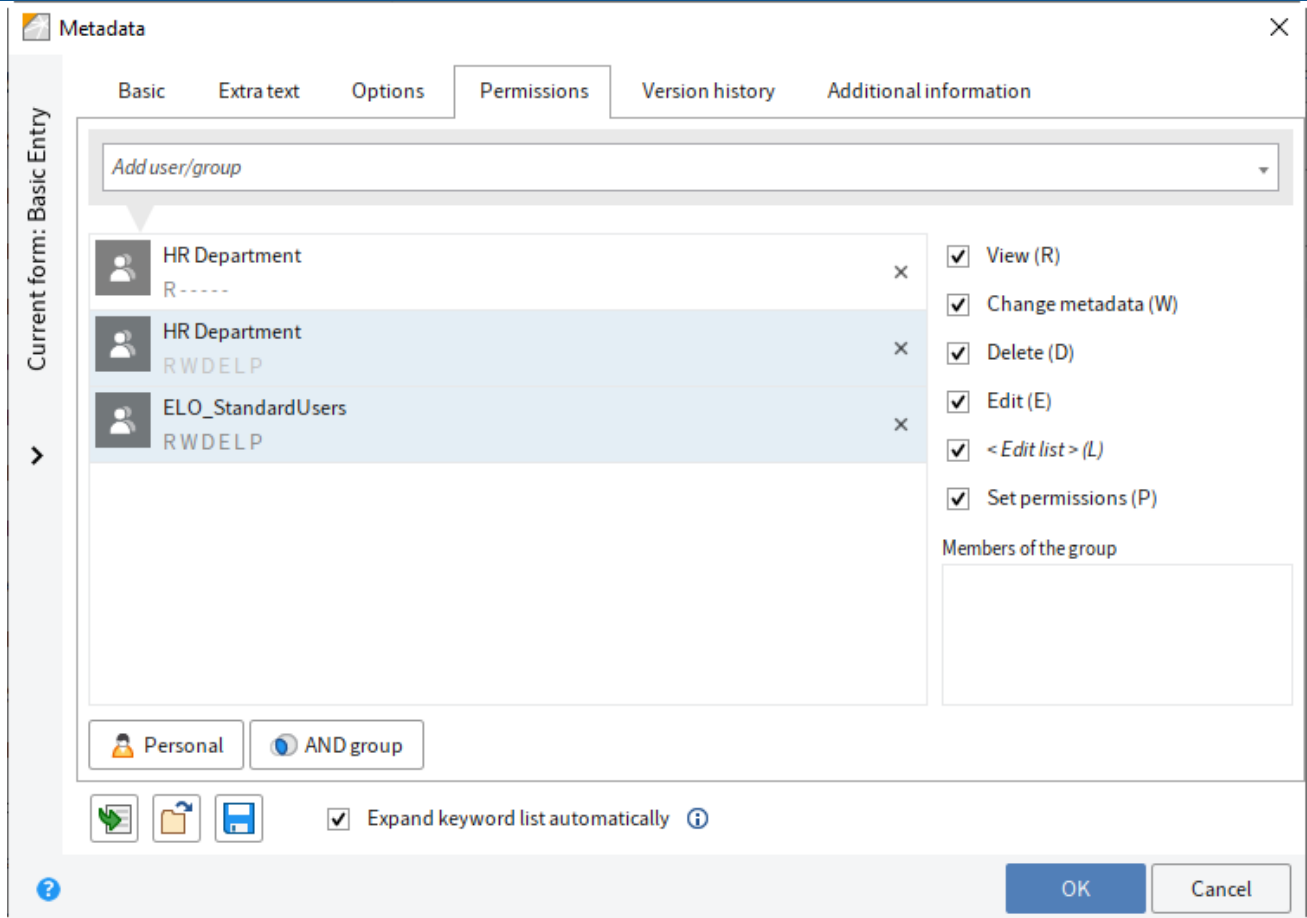 Metadata
Current form: Basic Entry
Basic
Extra text
Options
Permissions
Version history
Additional information
Add user/group
HR Department
R - - - - -
HR Department
R W D E L P
ELO_StandardUsers
R W D E L P
View (R)
Change metadata (W)
Delete (D)
Edit (E)
< Edit list > (L)
Set permissions (P)
Members of the group
Personal
AND group
Expand keyword list automatically
OK
Cancel